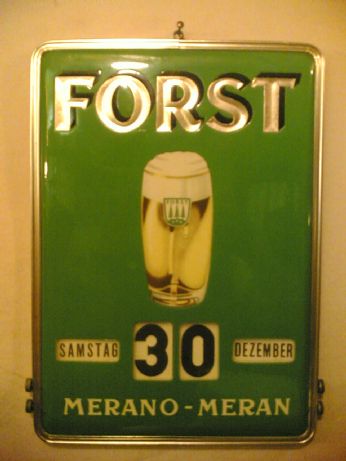 FORST
SAMSTAG 30 DEZEMBER
MERANO - MERAN